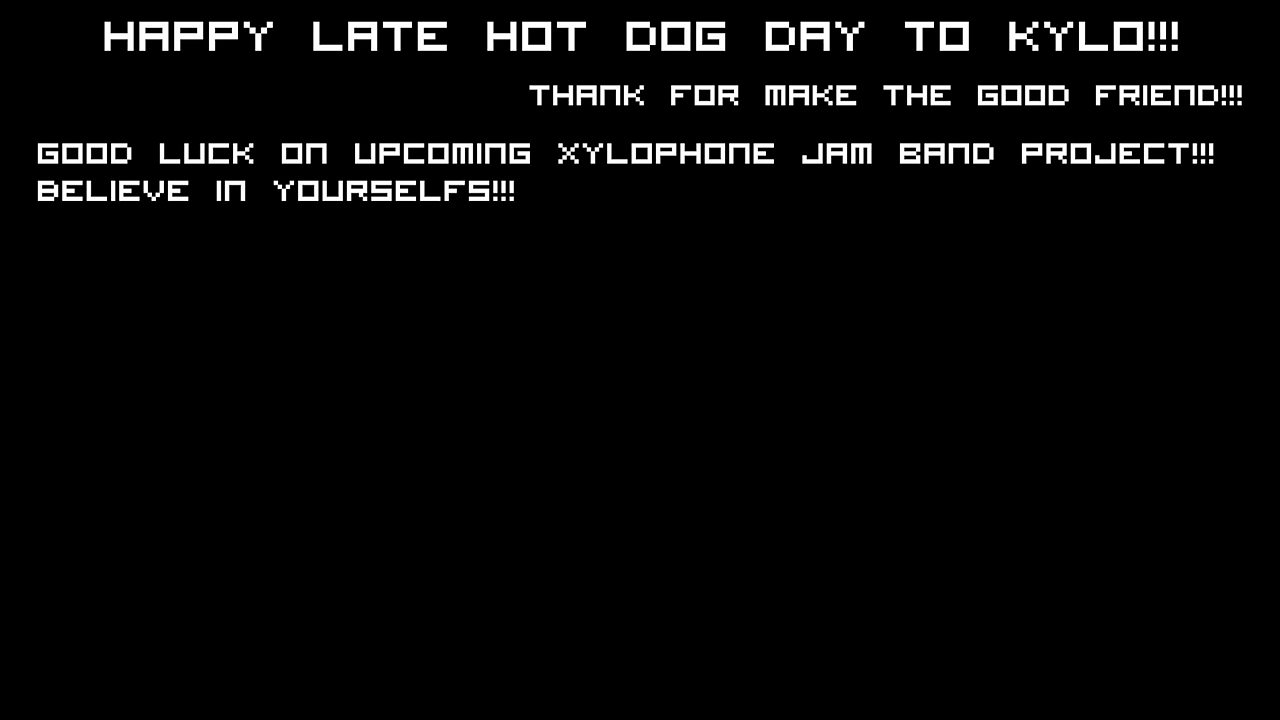 HAPPY LATE HOT DOG DAY TO KYLO!!!
THANK FOR MAKE THE GOOD FRIEND!!!
GOOD LUCK ON UPCOMING XYLOPHONE JAM BAND PROJECT!!!
BELIEVE IN YOURSELFS!!!